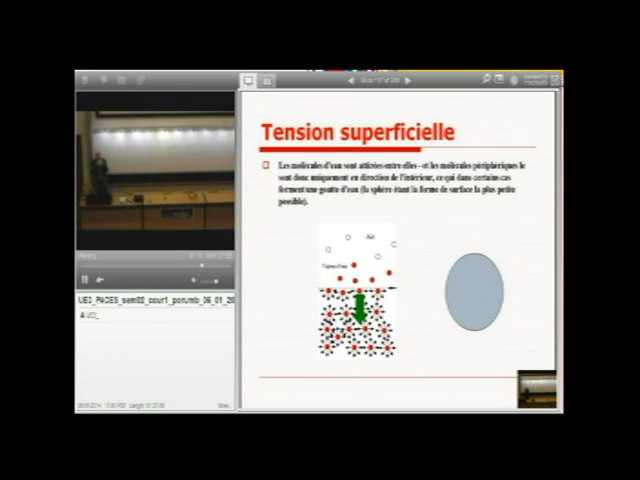 Tension superficielle
Les molécules d'eau sont attirées entre elles - et les molécules périphériques le
sont donc uniquement en direction de l'intérieur, ce qui dans certains cas
forment une goutte d'eau (la sphère étant la forme de surface la plus petite
possible).
Air
UE3_PACES_sem02_cour1_porumb_06_01_20
UE3_